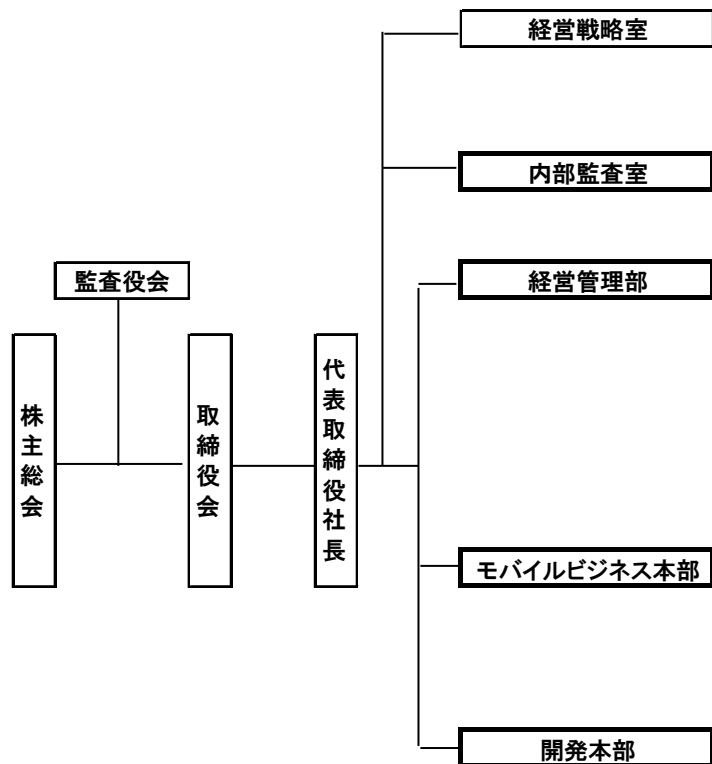 経営戦略室
内部監査室
経営管理部
監査役会
株主総会
取締役会
代表取締役社長
モバイルビジネス本部
開発本部